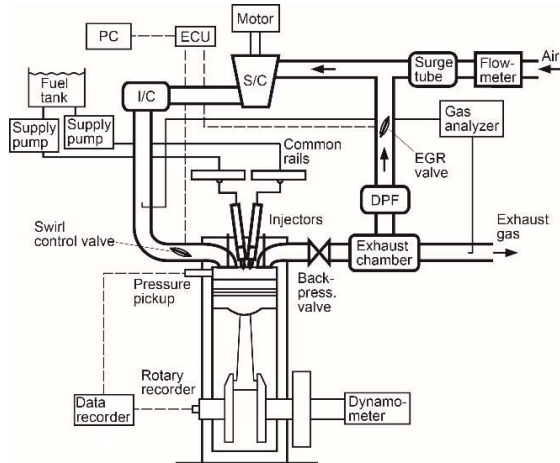 Motor
PC
ECU
S/C
Surge
tube
Flow-
meter
Air
I/C
Fuel
tank
Supply
pump
Supply
pump
Common
rails
Gas
analyzer
EGR
valve
DPF
Injectors
Swirl
control valve
Exhaust
gas
Exhaust
chamber
Back-
press.
valve
Pressure
pickup
Rotary
recorder
Data
recorder
Dynamo-
meter